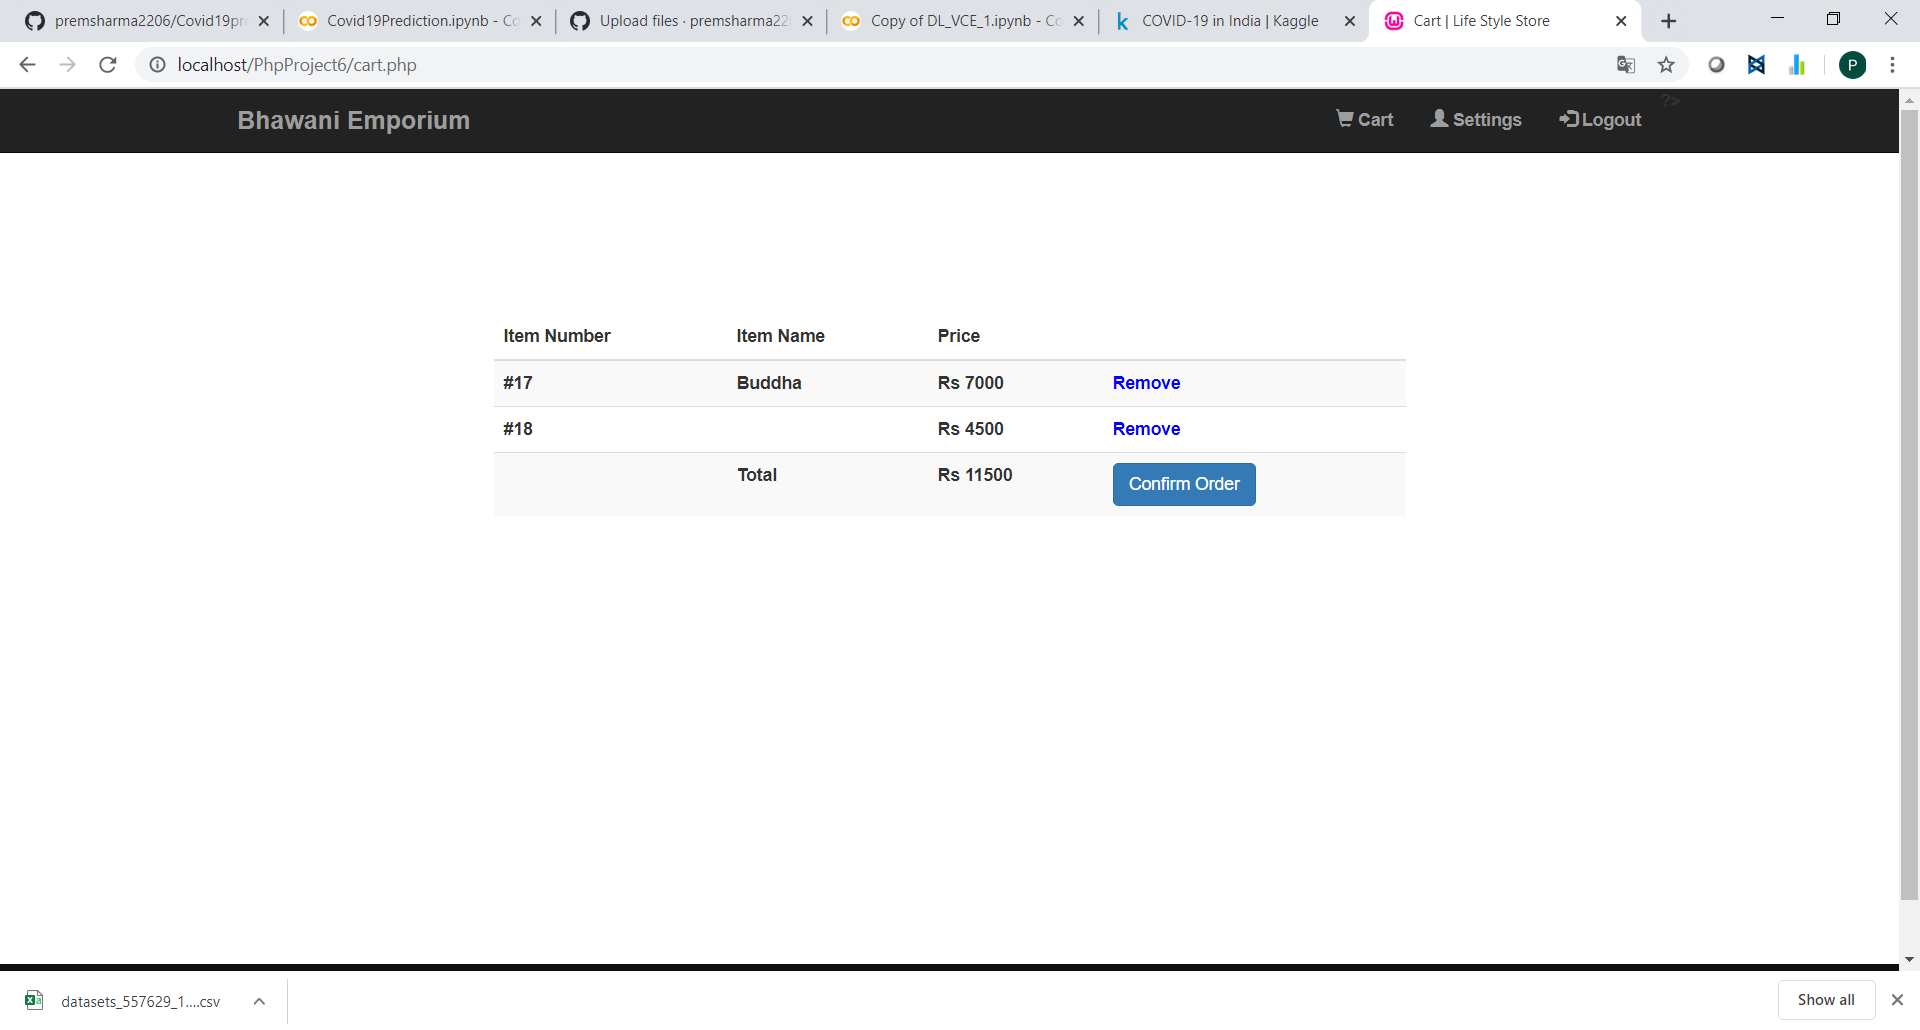 premsharma2206/Covid19pr
Covid19Prediction.ipynb - Co
Upload files · premsharma22
Copy of DL_VCE_1.ipynb - Co
COVID-19 in India | Kaggle
Cart | Life Style Store
localhost/PhpProject6/cart.php
P
Bhawani Emporium
Cart
Settings
Logout
?>
Item Number Item Name Price
#17 Buddha Rs 7000 Remove
#18 Rs 4500 Remove
Total Rs 11500 Confirm Order
datasets_557629_1....csv
Show all